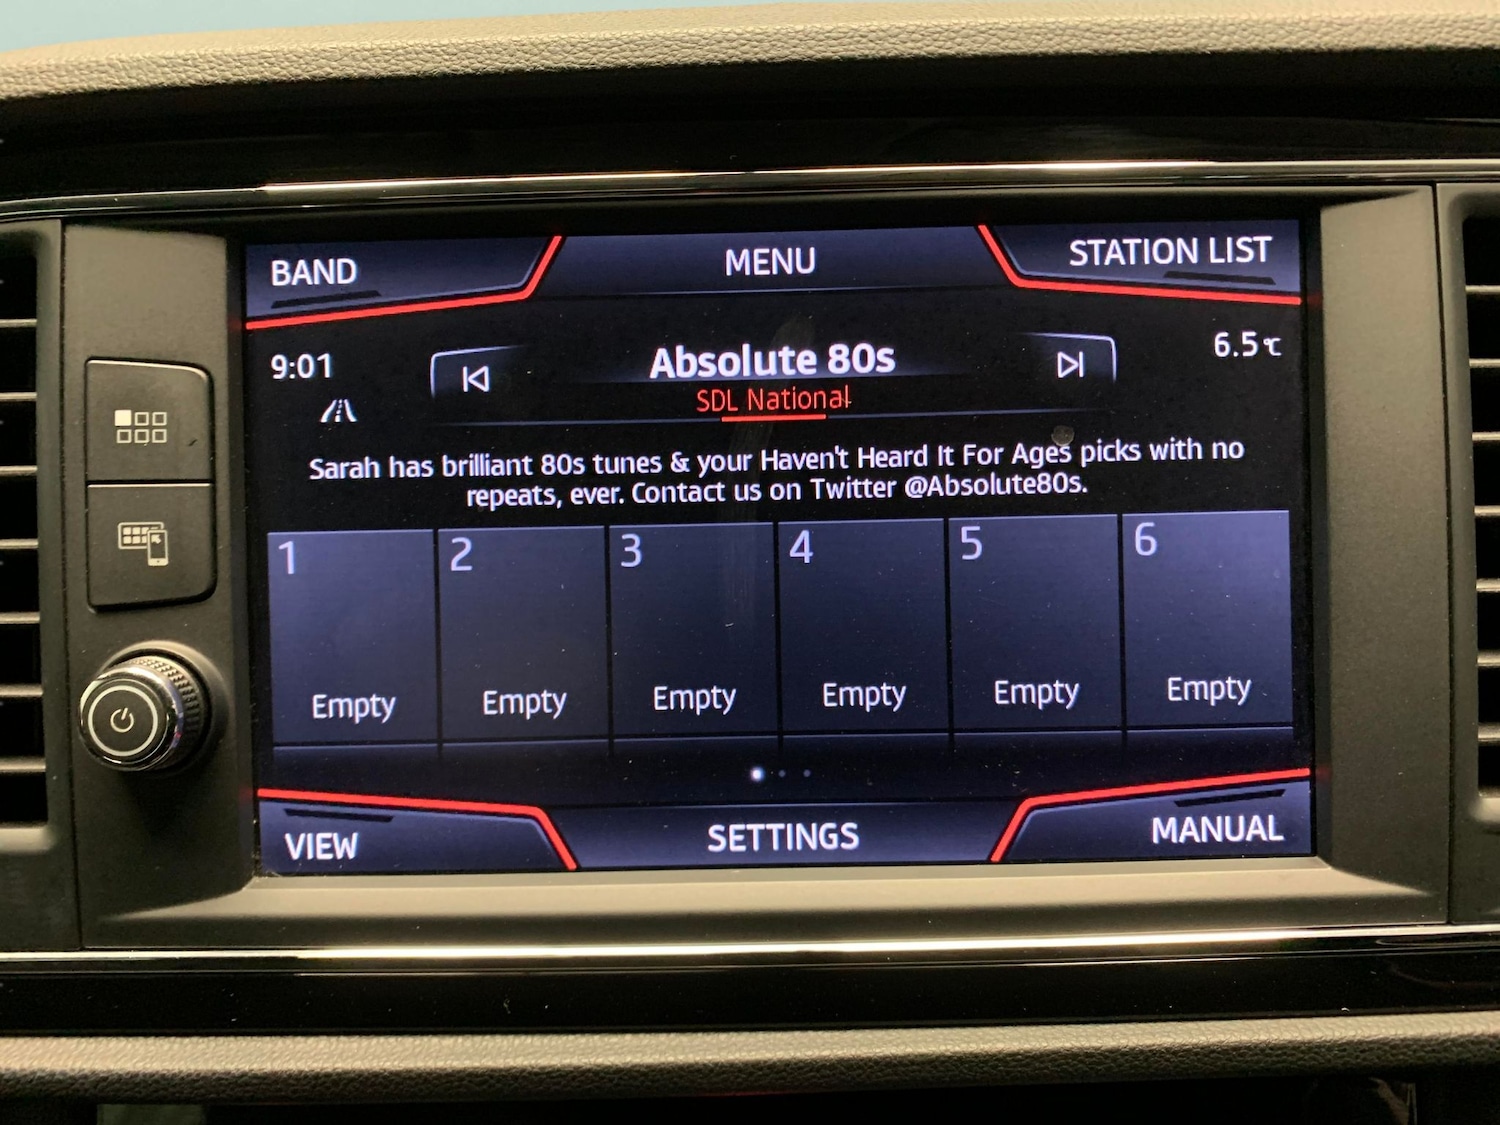 BAND
MENU
STATION LIST
9:01
Absolute 80s
6.5℃
SDL National
Sarah has brilliant 80s tunes & your Haven't Heard It For Ages picks with no
repeats, ever. Contact us on Twitter @Absolute80s.
1
2
3
4
5
6
Empty
Empty
Empty
Empty
Empty
Empty
VIEW
SETTINGS
MANUAL